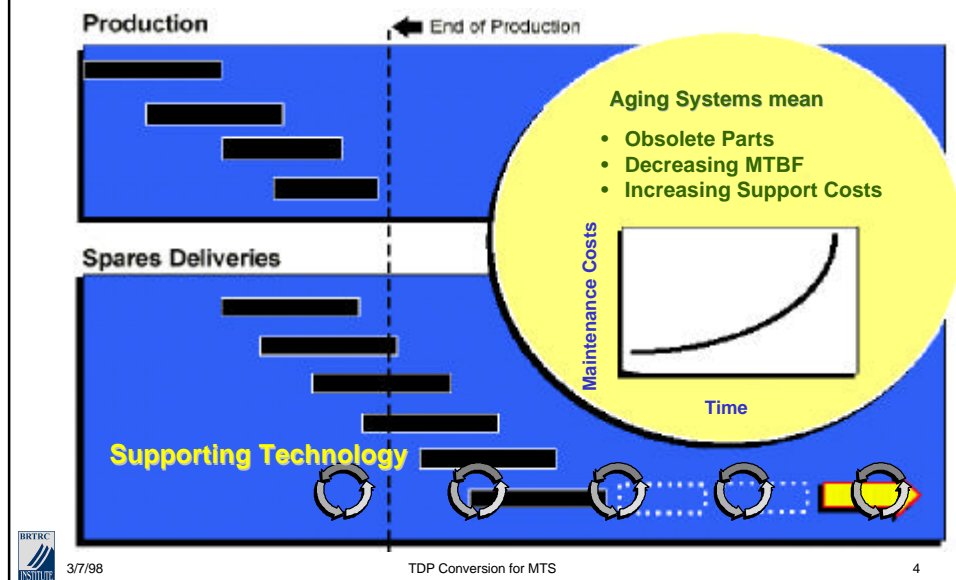 Production
End of Production
Aging Systems mean
• Obsolete Parts
• Decreasing MTBF
• Increasing Support Costs
Spares Deliveries
Maintenance Costs
Time
Supporting Technology
BRTRC
INSTITUTE
3/7/98
TDP Conversion for MTS
4